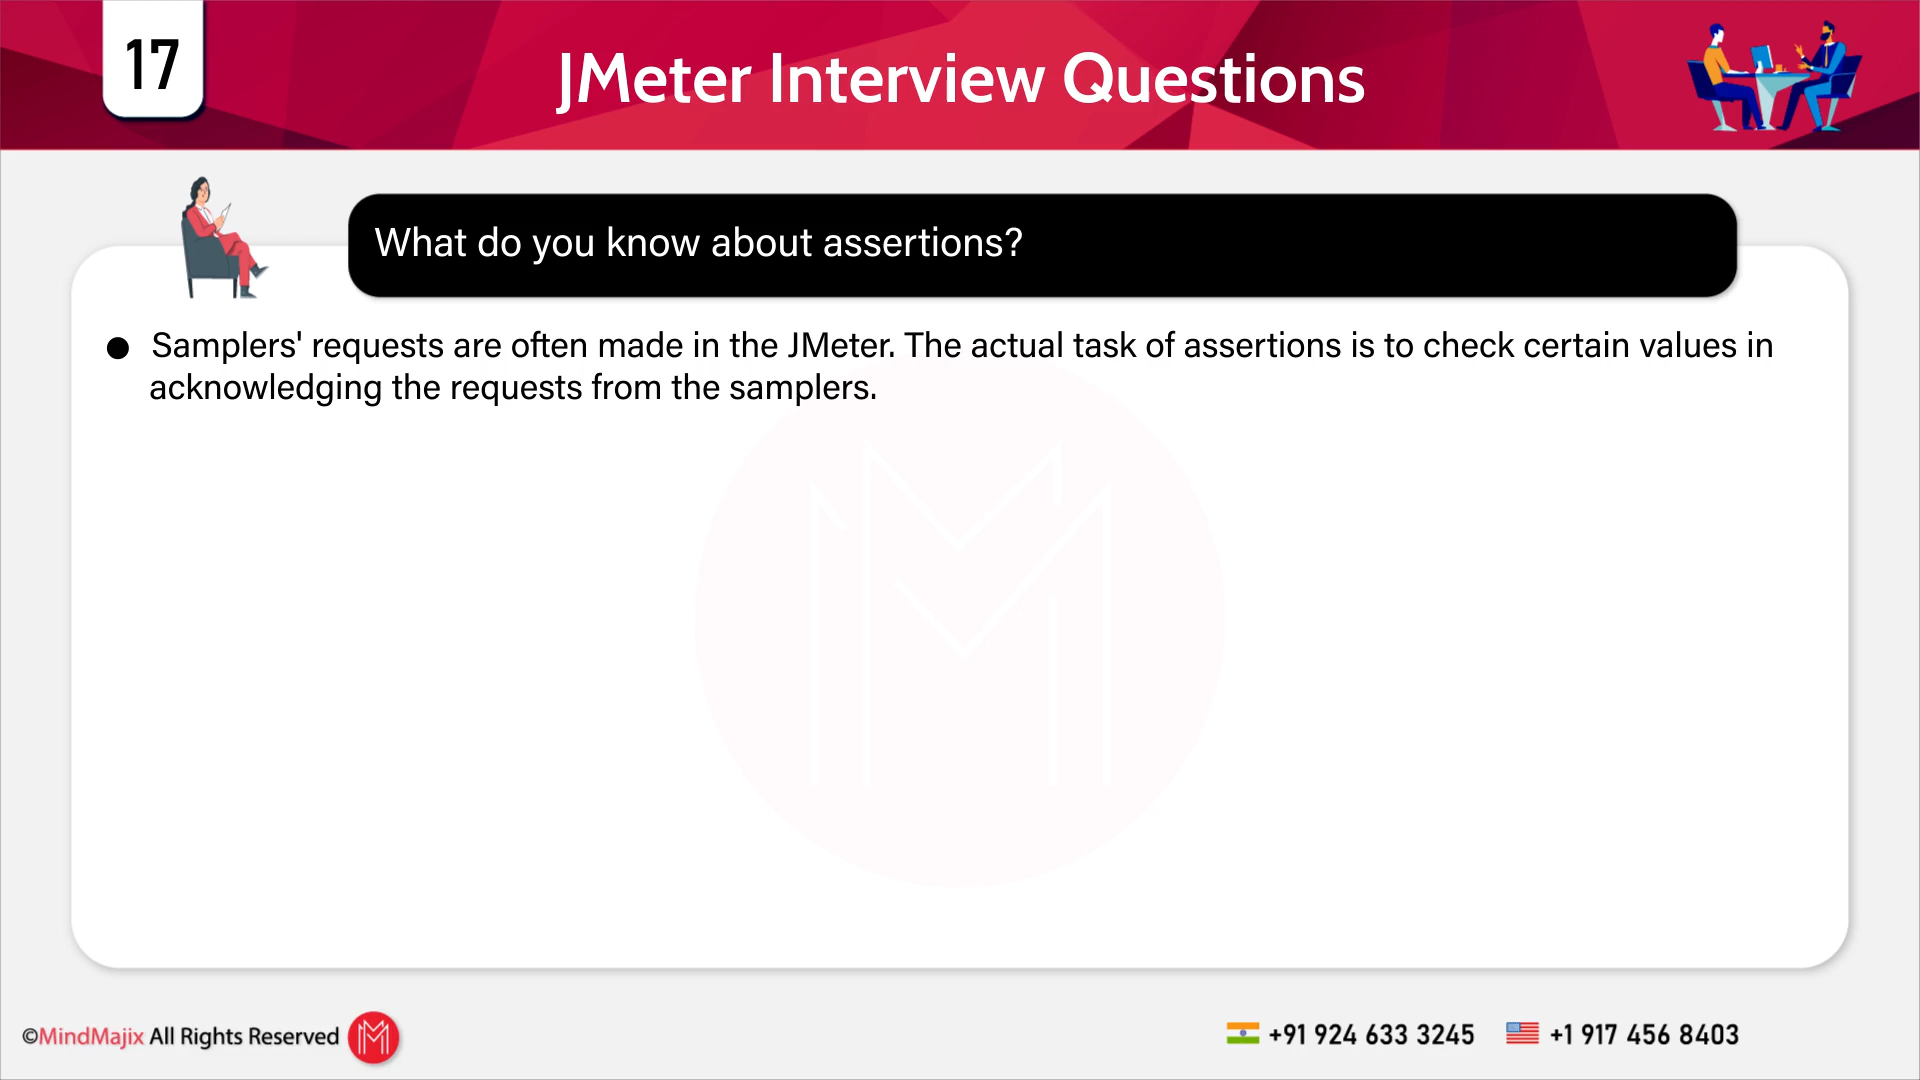 17
JMeter Interview Questions
What do you know about assertions?
● Samplers' requests are often made in the JMeter. The actual task of assertions is to check certain values in
acknowledging the requests from the samplers.
©MindMajix All Rights Reserved
+91 924 633 3245
+1 917 456 8403